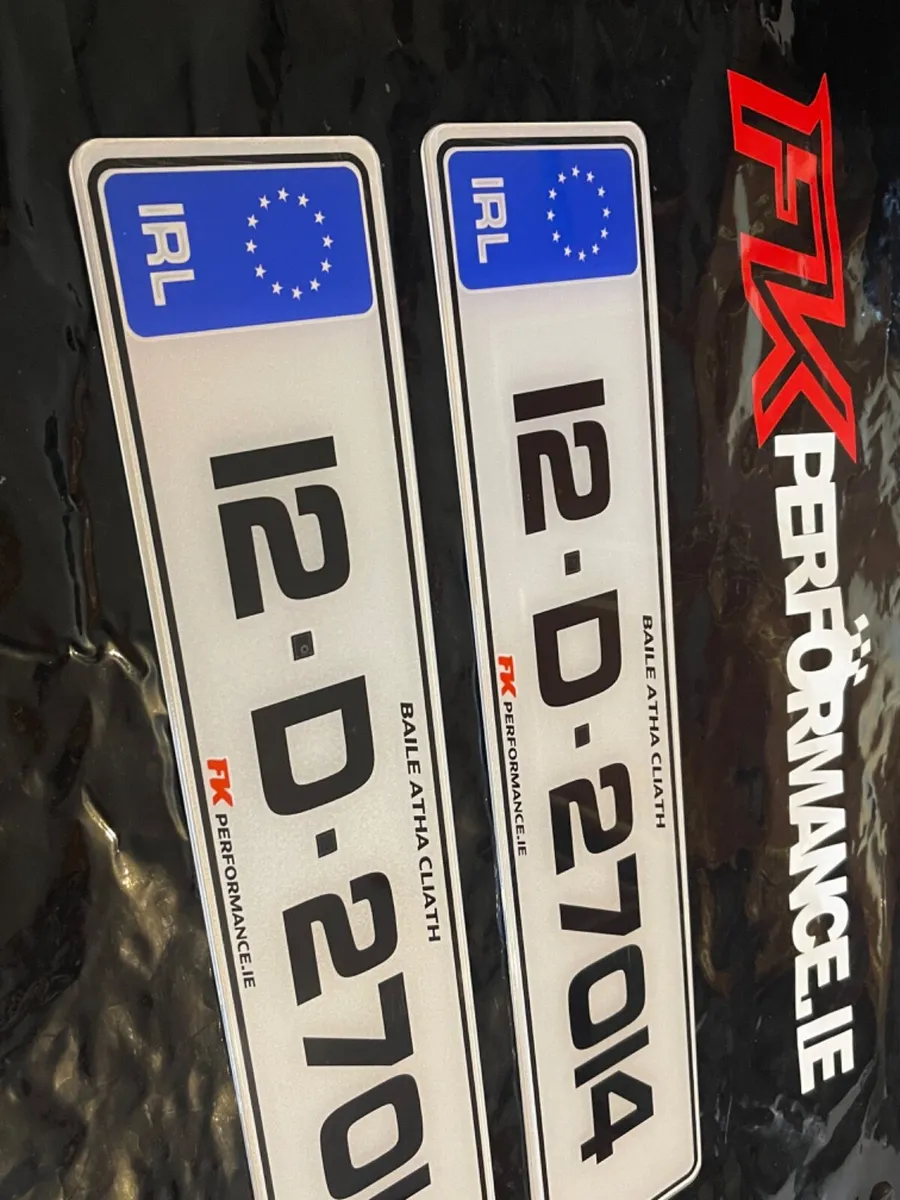 FK PERFORMANCE.IE
IRL
BAILE ATHA CLIATH
12-D-27014
FK PERFORMANCE.IE
IRL
BAILE ATHA CLIATH
12-D-2701
FK PERFORMANCE.IE